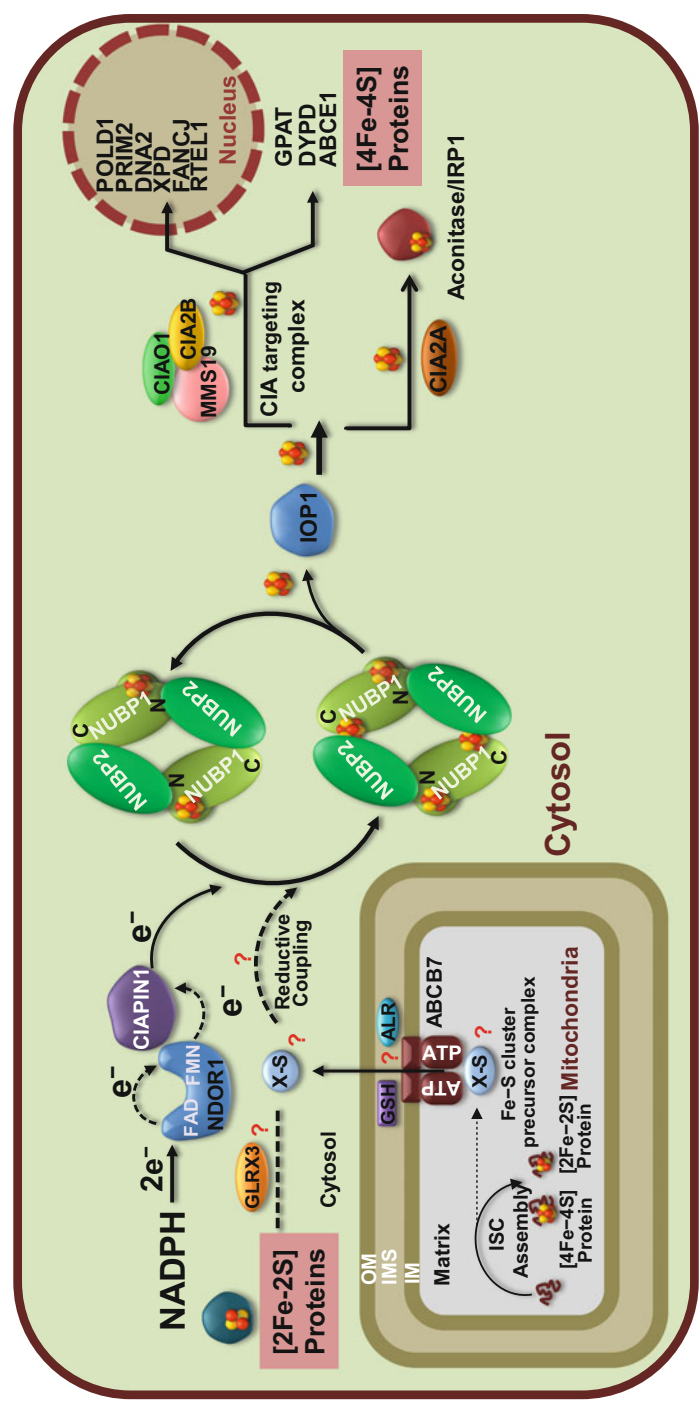 NADPH
2e⁻
e⁻
FAD
FMN
NDOR1
CIAPIN1
e⁻
e⁻
?
Reductive
Coupling
[2Fe-2S]
Proteins
GLRX3
?
X-S
?
Cytosol
C
NUBP1
N
NUBP2
NUBP2
N
NUBP1
C
C
NUBP1
N
NUBP2
NUBP2
N
NUBP1
C
IOP1
CIAO1
CIA2B
MMS19
CIA targeting
complex
POLD1
PRIM2
DNA2
XPD
FANCJ
RTEL1
Nucleus
GPAT
DYPD
ABCE1
[4Fe-4S]
Proteins
CIA2A
Aconitase/IRP1
Cytosol
OM
IMS
IM
Matrix
GSH
?
ALR
ATP
ATP
ABCB7
X-S
?
Fe–S cluster
precursor complex
Mitochondria
ISC
Assembly
[4Fe–4S]
Protein
[2Fe–2S]
Protein